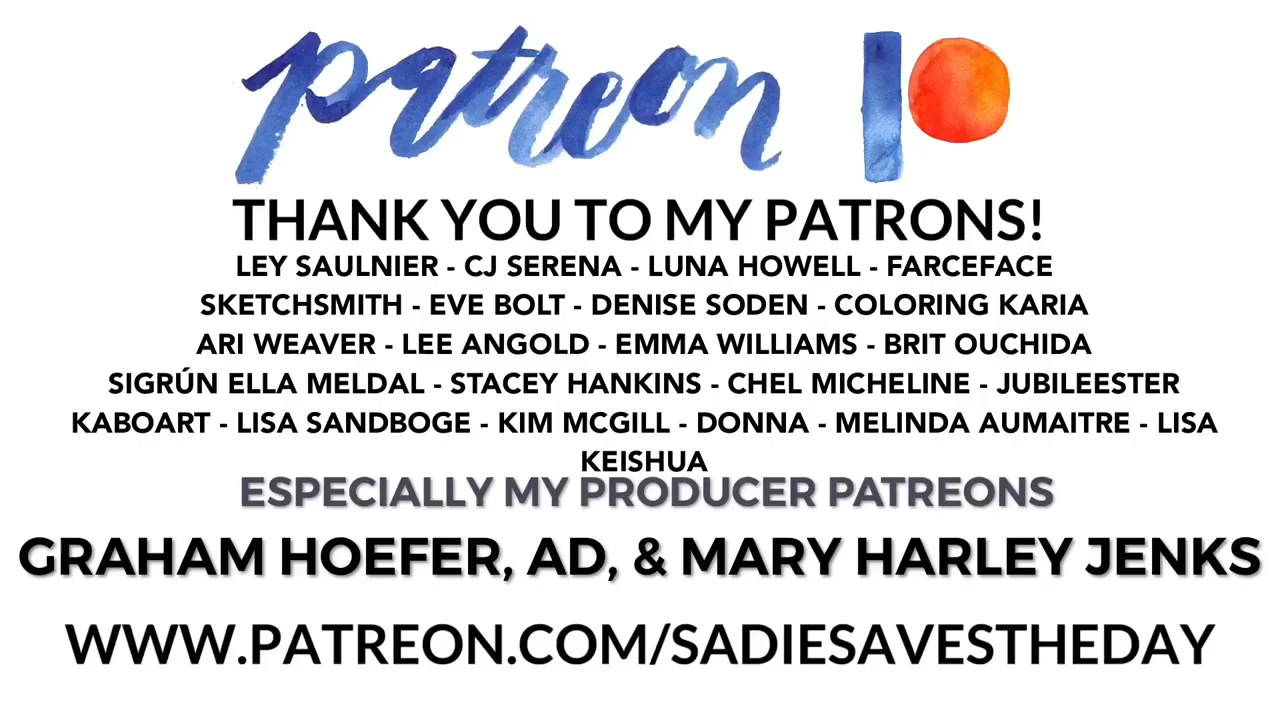 patreon
THANK YOU TO MY PATRONS!
LEY SAULNIER - CJ SERENA - LUNA HOWELL - FARCEFACE
SKETCHSMITH - EVE BOLT - DENISE SODEN - COLORING KARIA
ARI WEAVER - LEE ANGOLD - EMMA WILLIAMS - BRIT OUCHIDA
SIGRÚN ELLA MELDAL - STACEY HANKINS - CHEL MICHELINE - JUBILEESTER
KABOART - LISA SANDBOGE - KIM MCGILL - DONNA - MELINDA AUMAITRE - LISA
KEISHUA
ESPECIALLY MY PRODUCER PATREONS
GRAHAM HOEFER, AD, & MARY HARLEY JENKS
WWW.PATREON.COM/SADIESAVESTHEDAY